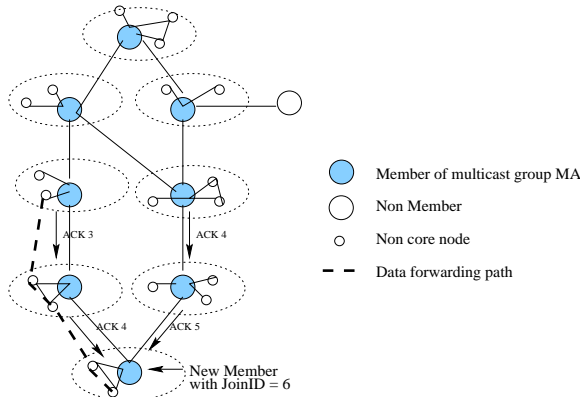 Member of multicast group MA
Non Member
ACK 3
ACK 4
Non core node
Data forwarding path
ACK 4
ACK 5
New Member
with JoinID = 6